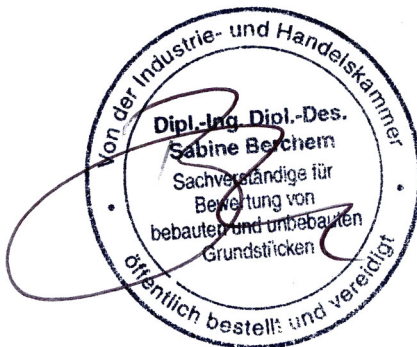 Von der Industrie- und Handelskammer
Dipl.-Ing. Dipl.-Des.
Sabine Berchem
Sachverständige für
Bewertung von
bebauten und unbebauten
Grundstücken
öffentlich bestellt und vereidigt